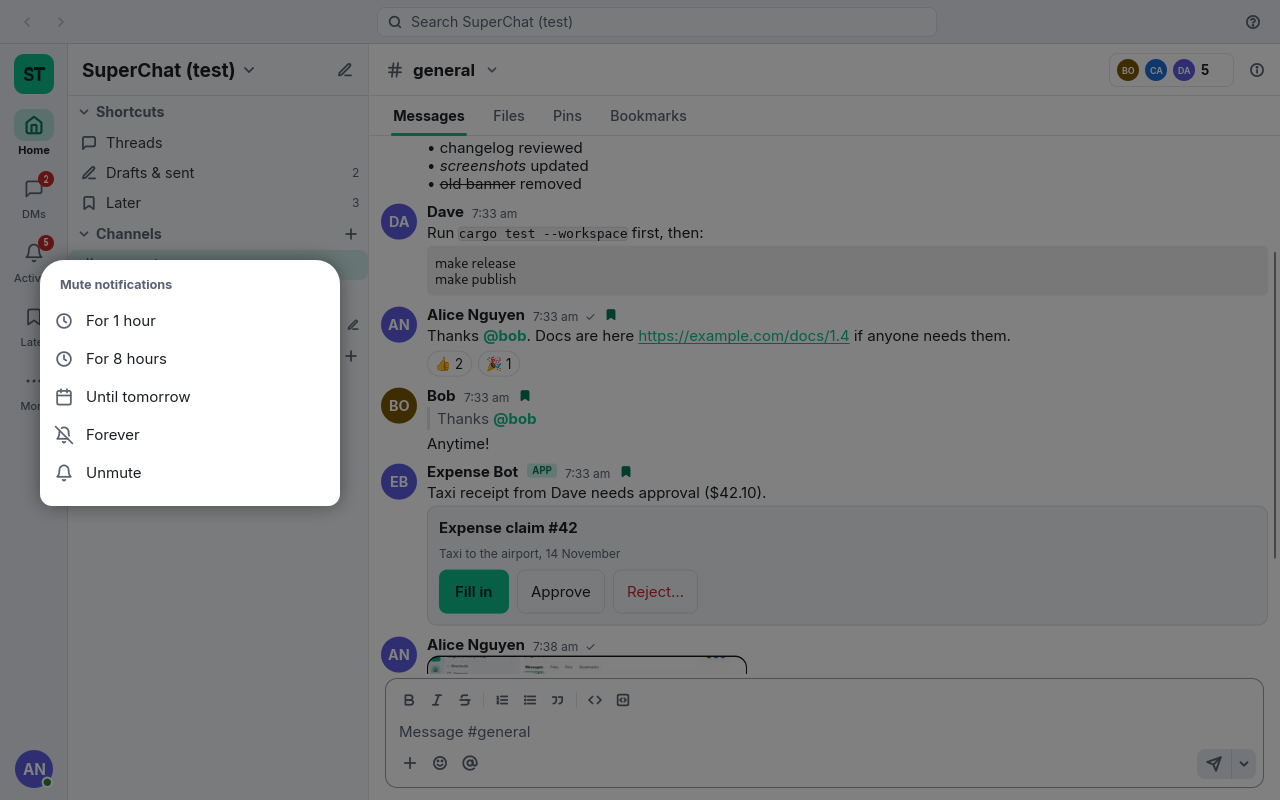 Search SuperChat (test)
ST
SuperChat (test)
general
BO CA DA 5
Home
2
DMs
5
Shortcuts
Threads
Drafts & sent 2
Later 3
Channels
Messages Files Pins Bookmarks
Mute notifications
For 1 hour
For 8 hours
Until tomorrow
Forever
Unmute
AN
• changelog reviewed
• screenshots updated
• old banner removed
DA
Dave 7:33 am
Run cargo test --workspace first, then:
make release
make publish
AN
Alice Nguyen 7:33 am
Thanks @bob. Docs are here https://example.com/docs/1.4 if anyone needs them.
👍 2 🎉 1
BO
Bob 7:33 am
Thanks @bob
Anytime!
EB
Expense Bot APP 7:33 am
Taxi receipt from Dave needs approval ($42.10).
Expense claim #42
Taxi to the airport, 14 November
Fill in Approve Reject...
AN
Alice Nguyen 7:38 am
Messages Files Pins Bookmarks
Message #general